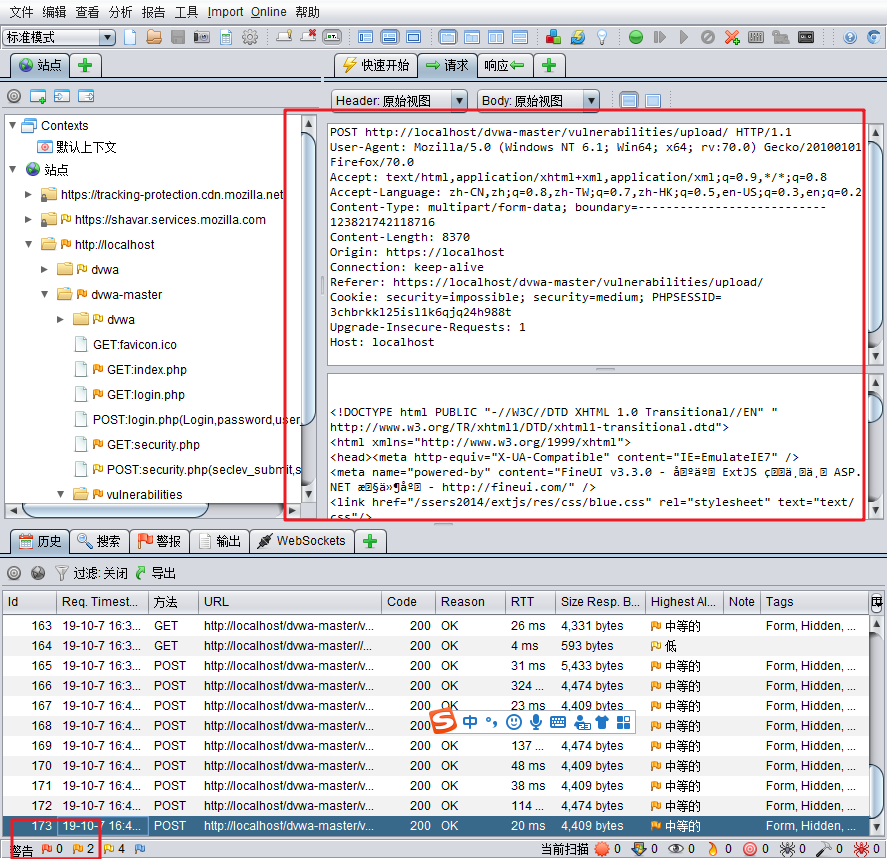 文件 编辑 查看 分析 报告 工具 Import Online 帮助
标准模式
站点
快速开始 请求 响应
Header: 原始视图 Body: 原始视图
Contexts
默认上下文
站点
https://tracking-protection.cdn.mozilla.net
https://shavar.services.mozilla.com
http://localhost
dvwa
dvwa-master
dvwa
GET:favicon.ico
GET:index.php
GET:login.php
POST:login.php(Login,password,user_
GET:security.php
POST:security.php(seclev_submit,s
vulnerabilities
POST http://localhost/dvwa-master/vulnerabilities/upload/ HTTP/1.1
User-Agent: Mozilla/5.0 (Windows NT 6.1; Win64; x64; rv:70.0) Gecko/20100101
Firefox/70.0
Accept: text/html,application/xhtml+xml,application/xml;q=0.9,*/*;q=0.8
Accept-Language: zh-CN,zh;q=0.8,zh-TW;q=0.7,zh-HK;q=0.5,en-US;q=0.3,en;q=0.2
Content-Type: multipart/form-data; boundary=---------------------------
123821742118716
Content-Length: 8370
Origin: https://localhost
Connection: keep-alive
Referer: https://localhost/dvwa-master/vulnerabilities/upload/
Cookie: security=impossible; security=medium; PHPSESSID=
3chbrkkl25isl1k6qjq24h988t
Upgrade-Insecure-Requests: 1
Host: localhost
<!DOCTYPE html PUBLIC "-//W3C//DTD XHTML 1.0 Transitional//EN" "
http://www.w3.org/TR/xhtml1/DTD/xhtml1-transitional.dtd">
<html xmlns="http://www.w3.org/1999/xhtml">
<head><meta http-equiv="X-UA-Compatible" content="IE=EmulateIE7" />
<meta name="powered-by" content="FineUI v3.3.0 - ExtJS ASP.
NET - http://fineui.com/" />
<link href="/ssers2014/extjs/res/css/blue.css" rel="stylesheet" text="text/
css"/>
历史 搜索 警报 输出 WebSockets
过滤: 关闭 导出
Id Req. Timest... 方法 URL Code Reason RTT Size Resp. B... Highest Al... Note Tags
163 19-10-7 16:3... GET http://localhost/dvwa-master/v... 200 OK 26 ms 4,331 bytes 中等的 Form, Hidden, ...
164 19-10-7 16:3... GET http://localhost/dvwa-master//... 200 OK 4 ms 593 bytes 低
165 19-10-7 16:3... POST http://localhost/dvwa-master/v... 200 OK 31 ms 5,433 bytes 中等的 Form, Hidden, ...
166 19-10-7 16:3... POST http://localhost/dvwa-master/v... 200 OK 324 ... 4,474 bytes 中等的 Form, Hidden, ...
167 19-10-7 16:4... POST http://localhost/dvwa-master/v... 200 OK 23 ms 4,409 bytes 中等的 Form, Hidden, ...
168 19-10-7 16:4... POST http://localhost/dvwa-master/v... 200 中 中等的 Form, Hidden, ...
169 19-10-7 16:4... POST http://localhost/dvwa-master/v... 200 OK 137 ... 4,474 bytes 中等的 Form, Hidden, ...
170 19-10-7 16:4... POST http://localhost/dvwa-master/v... 200 OK 48 ms 4,409 bytes 中等的 Form, Hidden, ...
171 19-10-7 16:4... POST http://localhost/dvwa-master/v... 200 OK 38 ms 4,409 bytes 中等的 Form, Hidden, ...
172 19-10-7 16:4... POST http://localhost/dvwa-master/v... 200 OK 114 ... 4,474 bytes 中等的 Form, Hidden, ...
173 19-10-7 16:4... POST http://localhost/dvwa-master/v... 200 OK 20 ms 4,409 bytes 中等的 Form, Hidden, ...
警告 0 2 4 当前扫描 0 0 0 0 0 0 0 0